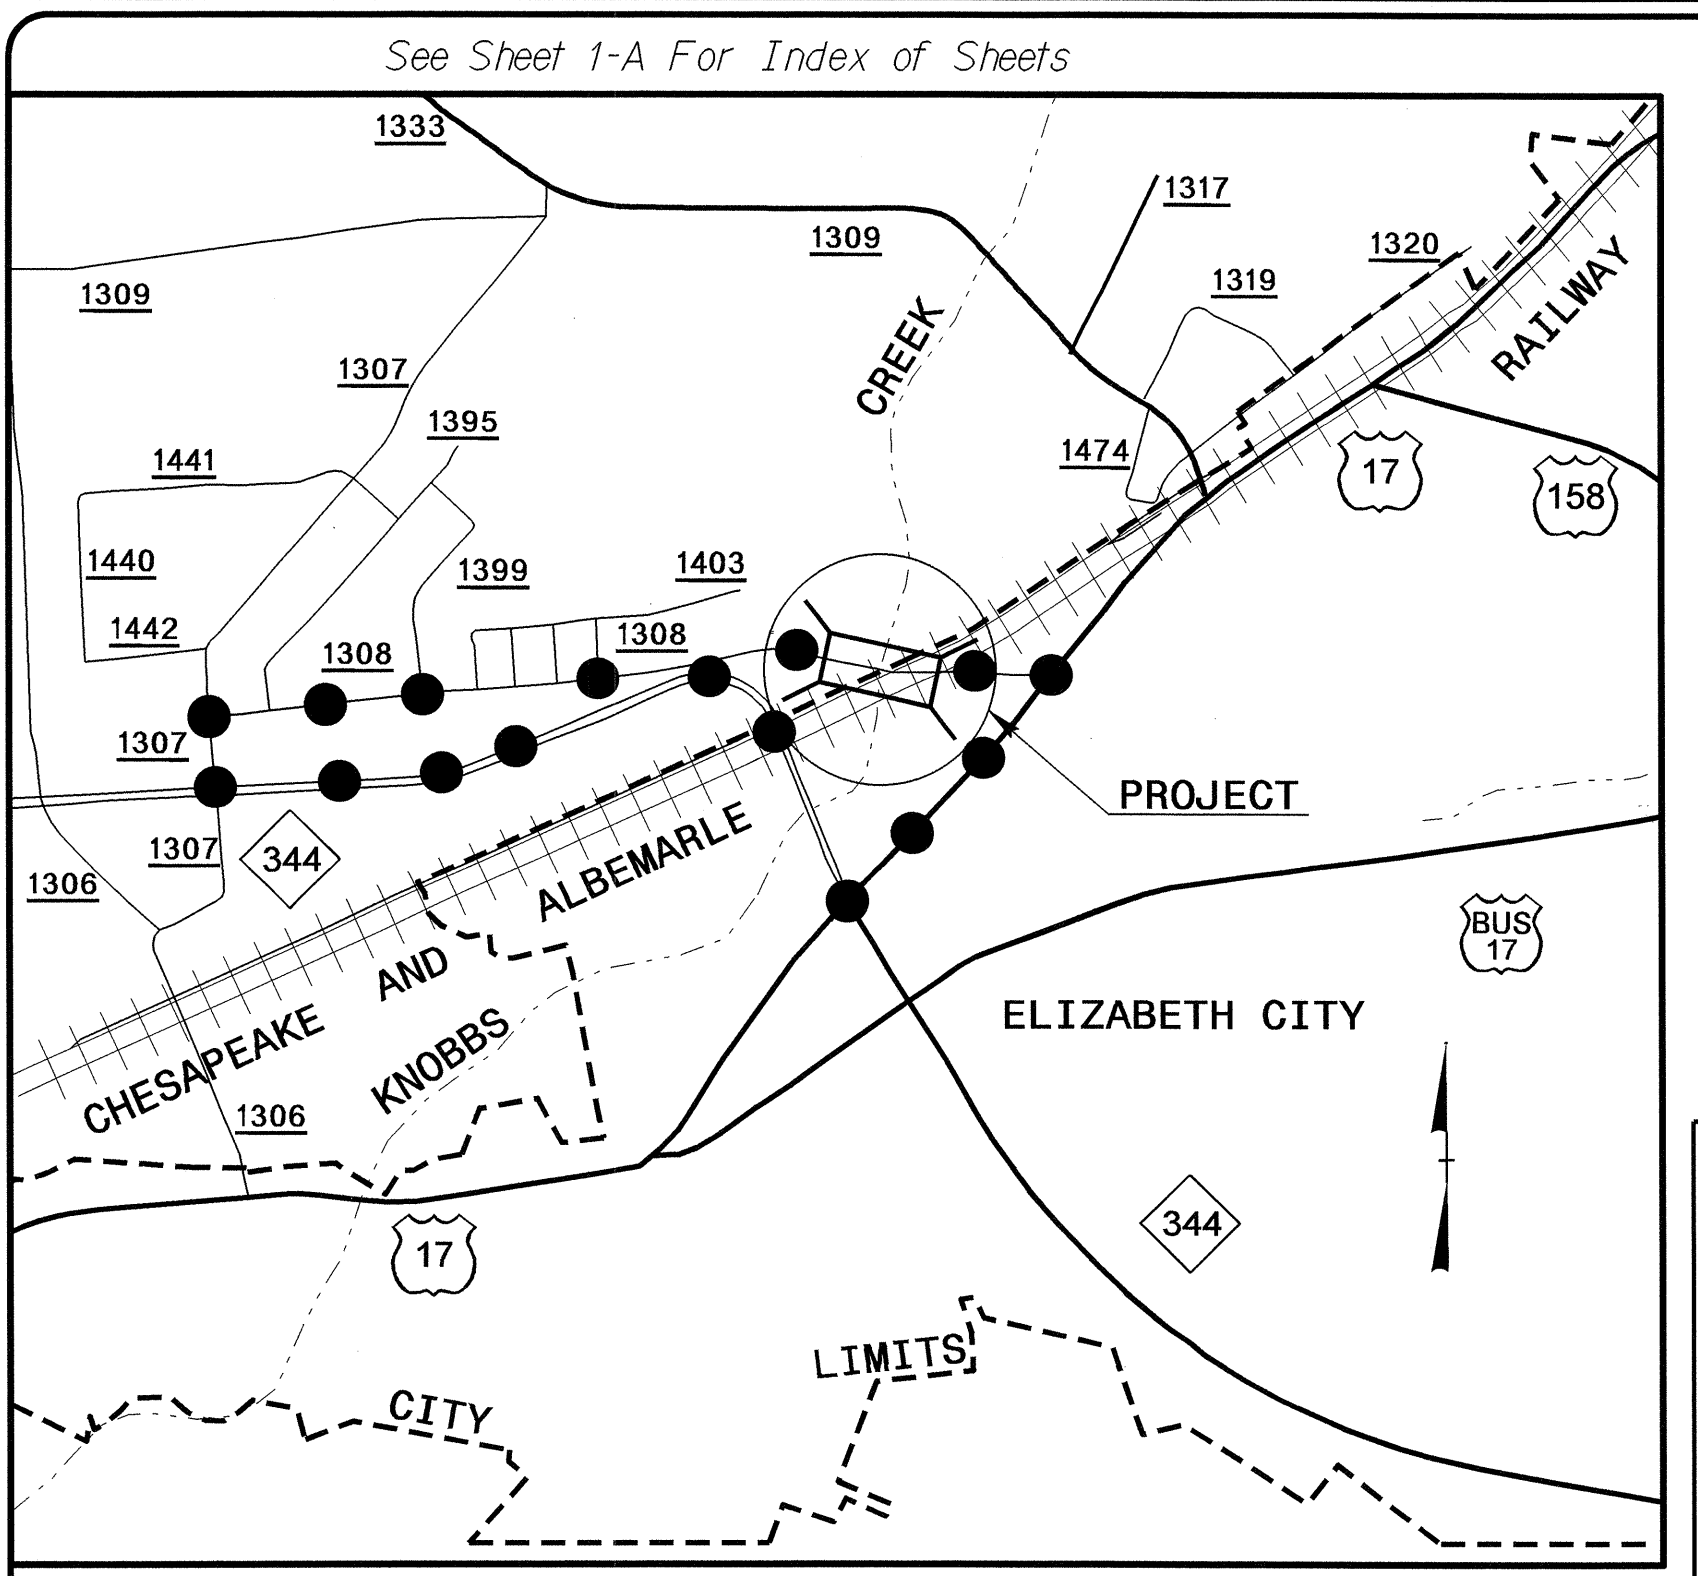 See Sheet 1-A For Index of Sheets
1333
1317
1309
1320
1319
1309
RAILWAY
CREEK
1307
1395
1441
1474
17
158
1440
1399
1403
1442
1308
1308
1307
PROJECT
1307
344
1306
ALBEMARLE
BUS
17
AND
ELIZABETH CITY
CHESAPEAKE
KNOBBS
1306
344
17
LIMITS
CITY